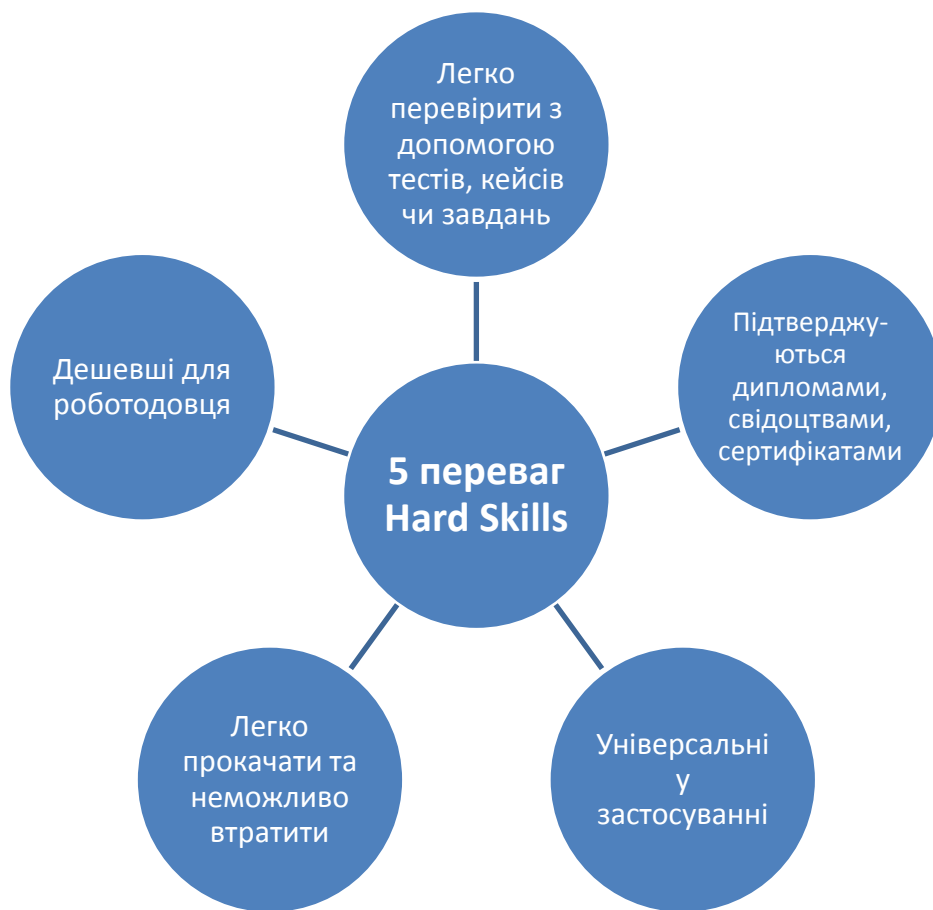 Легко
перевірити з
допомогою
тестів, кейсів
чи завдань
Підтверджу-
ються
дипломами,
свідоцтвами,
сертифікатами
Дешевші для
роботодовця
5 переваг
Hard Skills
Легко
прокачати та
неможливо
втратити
Універсальні
у
застосуванні